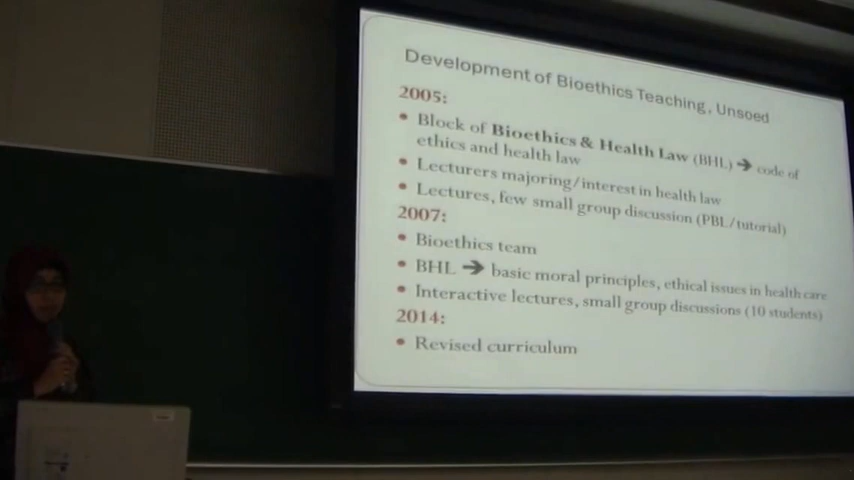 Development of Bioethics Teaching, Unsoed
2005:
• Block of Bioethics & Health Law (BHL) ➔ code of
ethics and health law
• Lecturers majoring/interest in health law
• Lectures, few small group discussion (PBL/tutorial)
2007:
• Bioethics team
• BHL ➔ basic moral principles, ethical issues in health care
• Interactive lectures, small group discussions (10 students)
2014:
• Revised curriculum